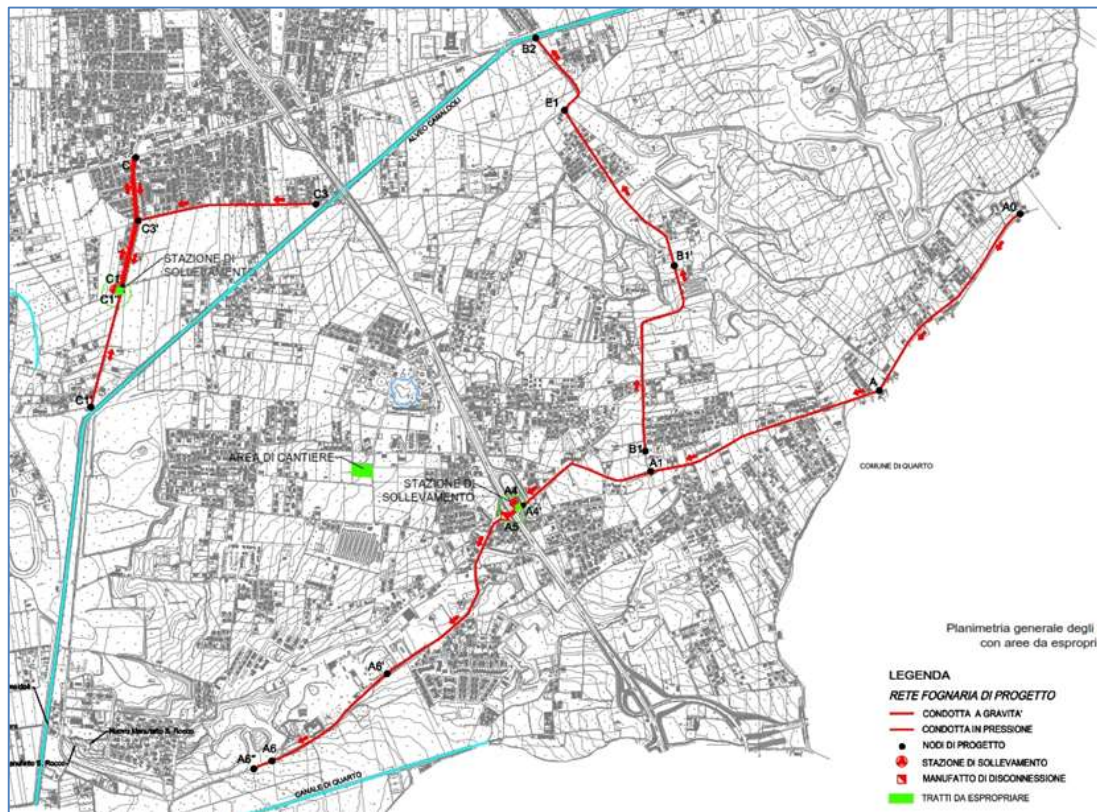 B2
ALVEO CAMALDOLI
E1
C
C3
C3'
A0
STAZIONE DI
SOLLEVAMENTO
C1'
B1'
C1
A
B1
A1
COMUNE DI QUARTO
AREA DI CANTIERE
STAZIONE DI
SOLLEVAMENTO
A4
A4'
A5
A6'
A6
A6"
Nuovo Manufatto S. Rocco
CANALE DI QUARTO
Planimetria generale degli
con aree da espropri
LEGENDA
RETE FOGNARIA DI PROGETTO
CONDOTTA A GRAVITA'
CONDOTTA IN PRESSIONE
NODI DI PROGETTO
STAZIONE DI SOLLEVAMENTO
MANUFATTO DI DISCONNESSIONE
TRATTI DA ESPROPRIARE